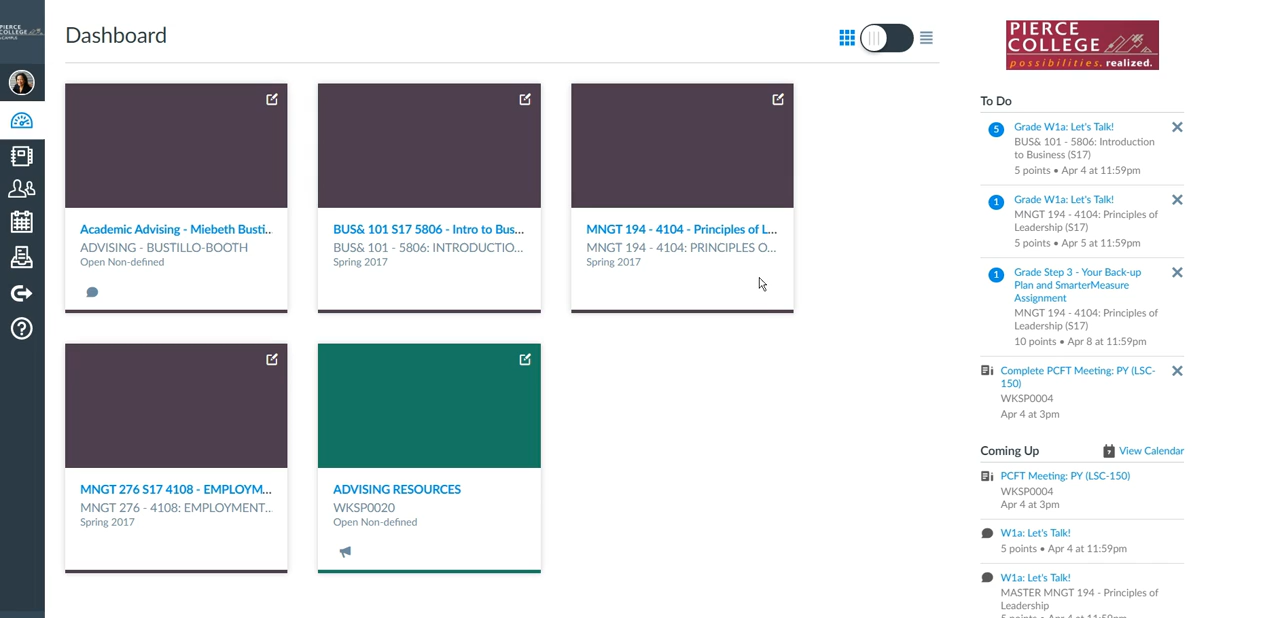 PIERCE
COLLEGE
Dashboard
Academic Advising - Miebeth Busti...
ADVISING - BUSTILLO-BOOTH
Open Non-defined
BUS& 101 S17 5806 - Intro to Bus...
BUS& 101 - 5806: INTRODUCTIO...
Spring 2017
MNGT 194 - 4104 - Principles of L...
MNGT 194 - 4104: PRINCIPLES O...
Spring 2017
MNGT 276 S17 4108 - EMPLOYM...
MNGT 276 - 4108: EMPLOYMENT...
Spring 2017
ADVISING RESOURCES
WKSP0020
Open Non-defined
PIERCE
COLLEGE
possibilities. realized.
To Do
5
Grade W1a: Let's Talk!
BUS& 101 - 5806: Introduction
to Business (S17)
5 points • Apr 4 at 11:59pm
1
Grade W1a: Let's Talk!
MNGT 194 - 4104: Principles of
Leadership (S17)
5 points • Apr 5 at 11:59pm
1
Grade Step 3 - Your Back-up
Plan and SmarterMeasure
Assignment
MNGT 194 - 4104: Principles of
Leadership (S17)
10 points • Apr 8 at 11:59pm
Complete PCFT Meeting: PY (LSC-
150)
WKSP0004
Apr 4 at 3pm
Coming Up
View Calendar
PCFT Meeting: PY (LSC-150)
WKSP0004
Apr 4 at 3pm
W1a: Let's Talk!
5 points • Apr 4 at 11:59pm
W1a: Let's Talk!
MASTER MNGT 194 - Principles of
Leadership
5 points • Apr 4 at 11:59pm